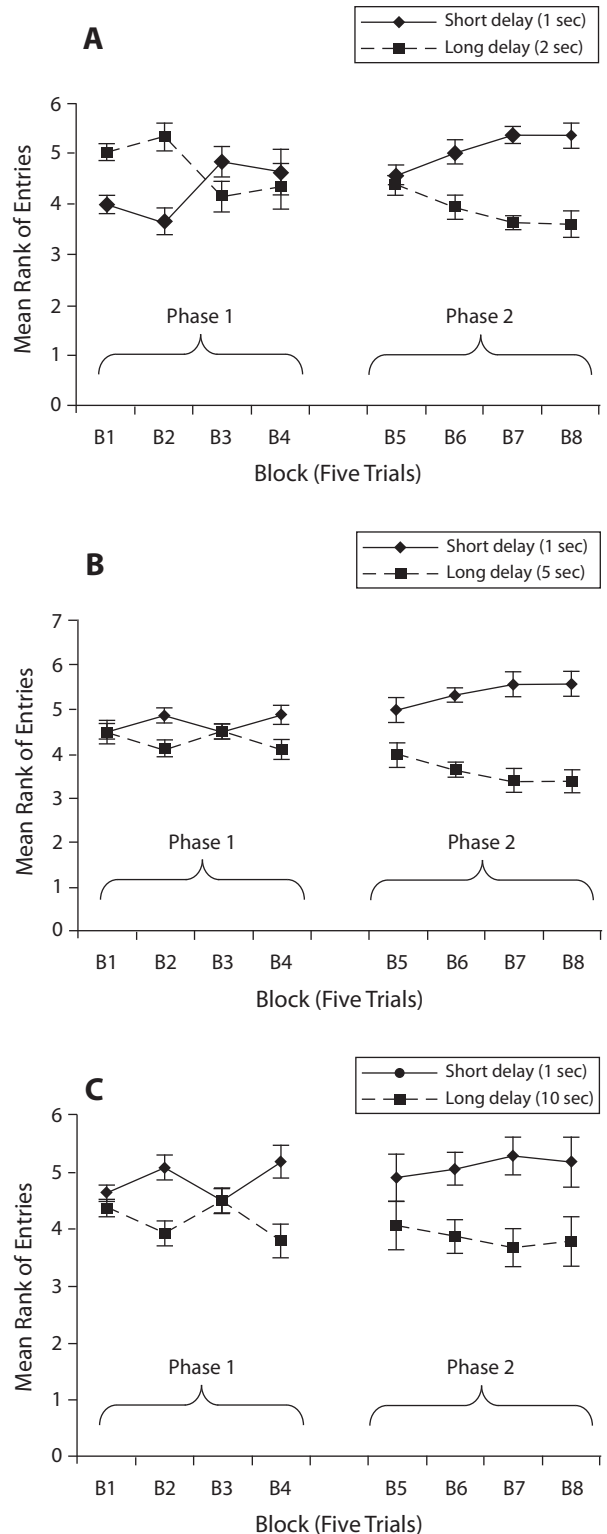 A
Short delay (1 sec)
Long delay (2 sec)
Mean Rank of Entries
6
5
4
3
2
1
0
Phase 1
Phase 2
B1 B2 B3 B4 B5 B6 B7 B8
Block (Five Trials)
B
Short delay (1 sec)
Long delay (5 sec)
Mean Rank of Entries
7
6
5
4
3
2
1
0
Phase 1
Phase 2
B1 B2 B3 B4 B5 B6 B7 B8
Block (Five Trials)
C
Short delay (1 sec)
Long delay (10 sec)
Mean Rank of Entries
6
5
4
3
2
1
0
Phase 1
Phase 2
B1 B2 B3 B4 B5 B6 B7 B8
Block (Five Trials)